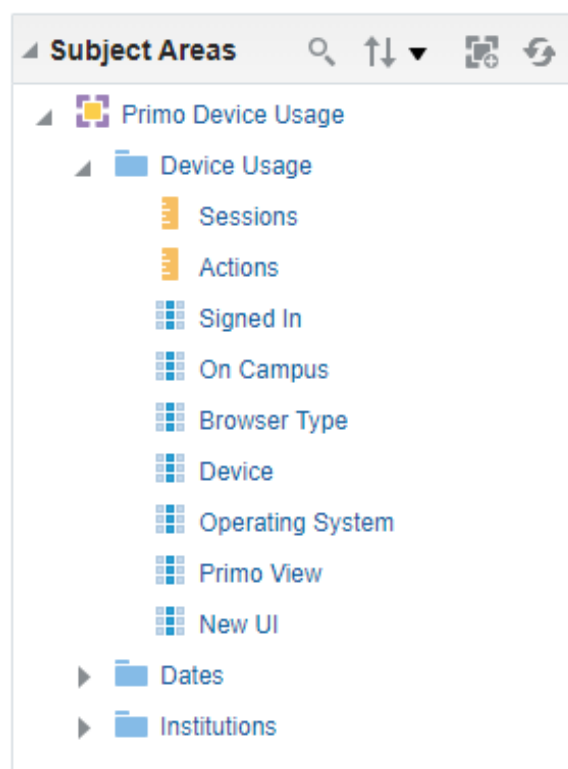 Subject Areas
Primo Device Usage
Device Usage
Sessions
Actions
Signed In
On Campus
Browser Type
Device
Operating System
Primo View
New UI
Dates
Institutions